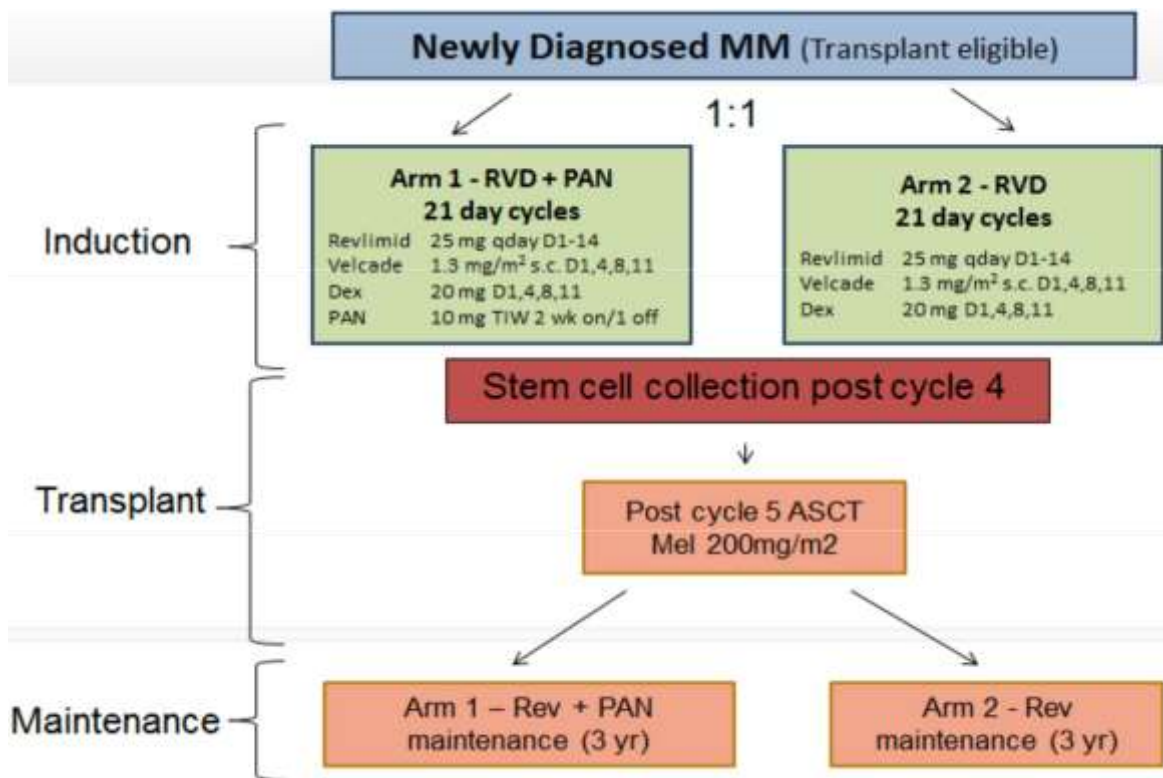 Newly Diagnosed MM (Transplant eligible)
1:1
Induction
Arm 1 - RVD + PAN
21 day cycles
Revlimid 25 mg qday D1-14
Velcade 1.3 mg/m² s.c. D1,4,8,11
Dex 20 mg D1,4,8,11
PAN 10 mg TIW 2 wk on/1 off
Arm 2 - RVD
21 day cycles
Revlimid 25 mg qday D1-14
Velcade 1.3 mg/m² s.c. D1,4,8,11
Dex 20 mg D1,4,8,11
Stem cell collection post cycle 4
Transplant
Post cycle 5 ASCT
Mel 200mg/m2
Maintenance
Arm 1 – Rev + PAN
maintenance (3 yr)
Arm 2 - Rev
maintenance (3 yr)